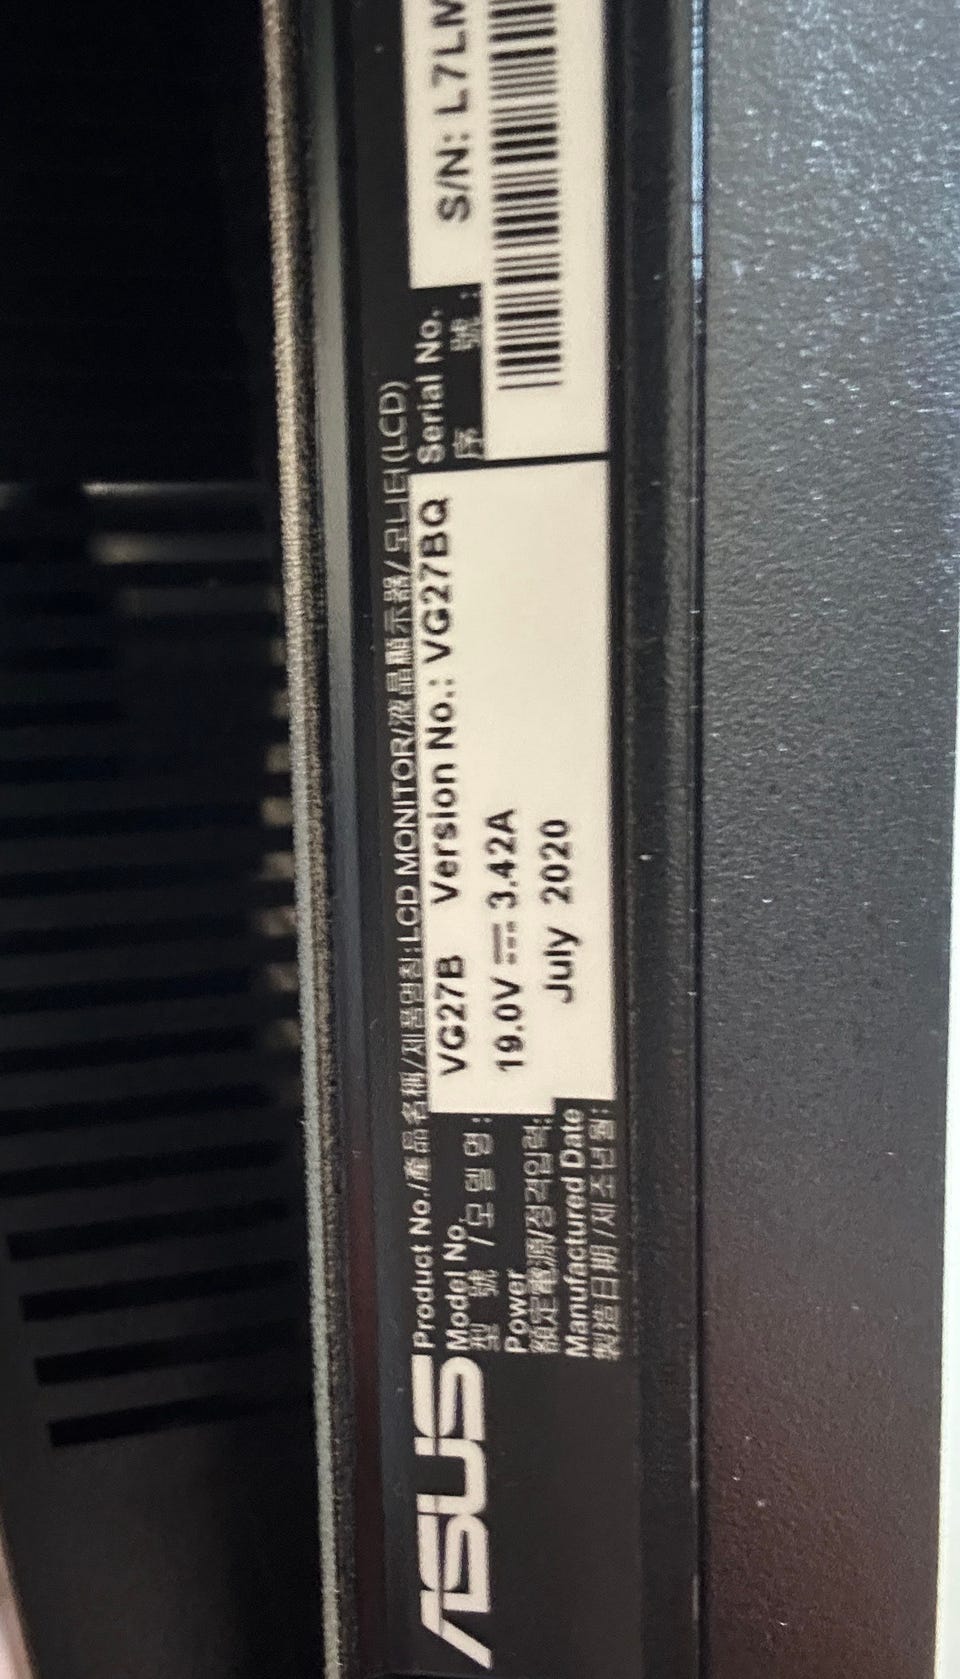 ASUS
Product No./產品名稱/제품명칭:LCD MONITOR/液晶顯示器/모니터(LCD)
Model No.
型 號 /모 델 명 :
VG27B Version No.: VG27BQ
Power
額定電源/정격입력:
19.0V ⎓ 3.42A
Manufactured Date
製造日期/제조년월:
July 2020
Serial No.
序 號 :
S/N: L7LM